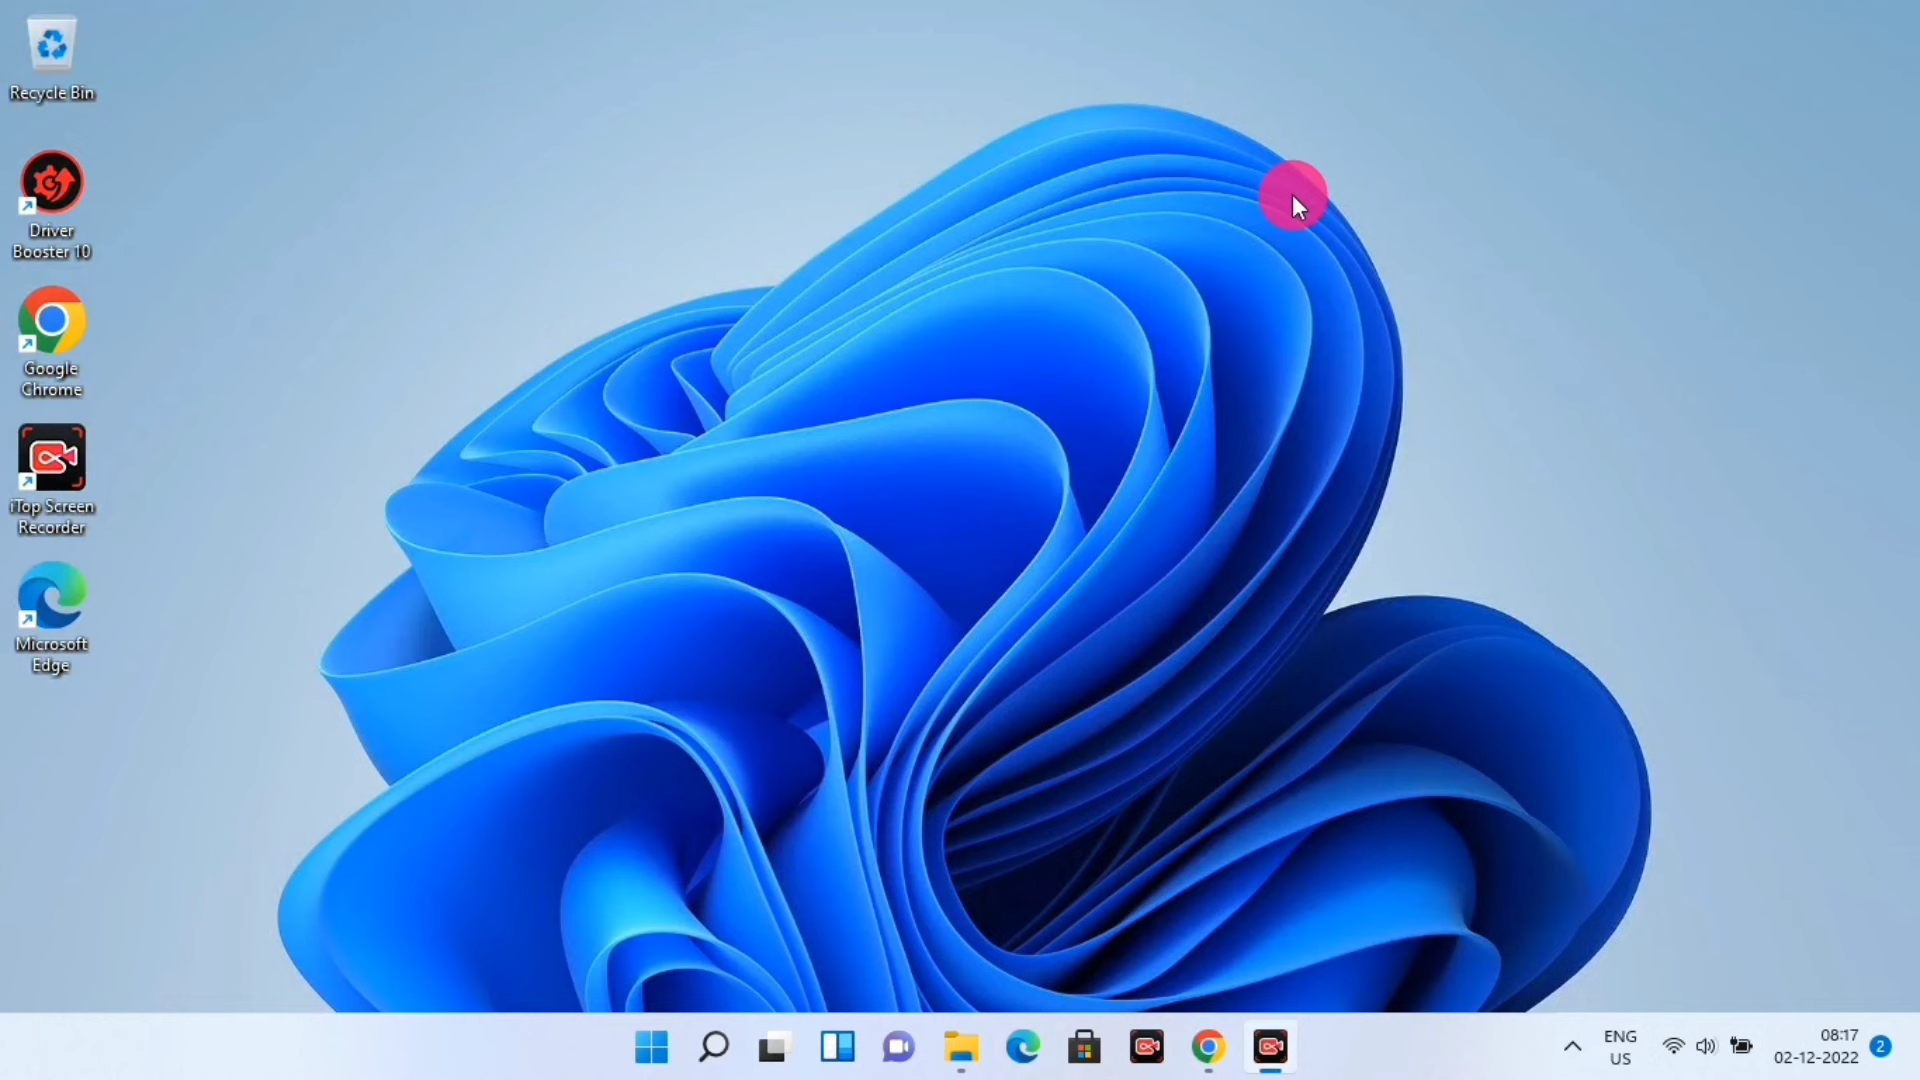 Recycle Bin
Driver
Booster 10
Google
Chrome
iTop Screen
Recorder
Microsoft
Edge
ENG
US
08:17
02-12-2022
2